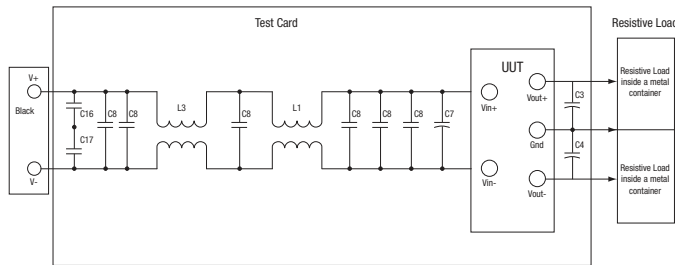 Test Card
Resistive Load
V+
Black
V-
C16
C17
C8
C8
L3
C8
L1
C8
C8
C8
C7
UUT
Vin+
Vin-
Vout+
Gnd
Vout-
C3
C4
Resistive Load
inside a metal
container
Resistive Load
inside a metal
container